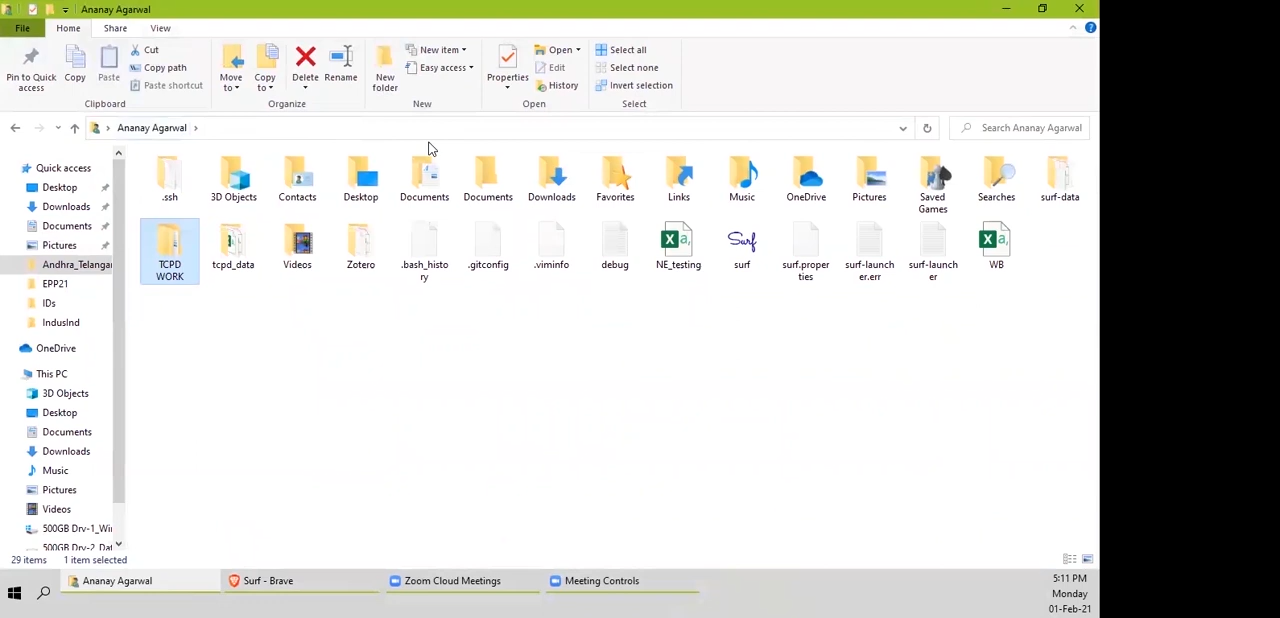 Ananay Agarwal
File Home Share View
Pin to Quick access
Copy
Paste
Cut
Copy path
Paste shortcut
Clipboard
Move to
Copy to
Delete
Rename
Organize
New folder
New item
Easy access
New
Properties
Open
Edit
History
Open
Select all
Select none
Invert selection
Select
Ananay Agarwal
Search Ananay Agarwal
Quick access
Desktop
Downloads
Documents
Pictures
Andhra_Telangar
EPP21
IDs
IndusInd
OneDrive
This PC
3D Objects
Desktop
Documents
Downloads
Music
Pictures
Videos
500GB Drv-1_Wi
500GB Drv-2_Dat
.ssh
3D Objects
Contacts
Desktop
Documents
Documents
Downloads
Favorites
Links
Music
OneDrive
Pictures
Saved Games
Searches
surf-data
TCPD WORK
tcpd_data
Videos
Zotero
.bash_history
.gitconfig
.viminfo
debug
NE_testing
Surf
surf
surf.properties
surf-launcher.err
surf-launcher
WB
29 items 1 item selected
Ananay Agarwal
Surf - Brave
Zoom Cloud Meetings
Meeting Controls
5:11 PM
Monday
01-Feb-21